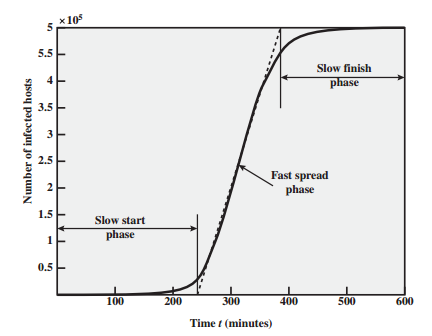 ×10⁵
5
5.5
4
3.5
3
2.5
2
1.5
1
0.5
Number of infected hosts
Slow finish
phase
Fast spread
phase
Slow start
phase
100 200 300 400 500 600
Time t (minutes)